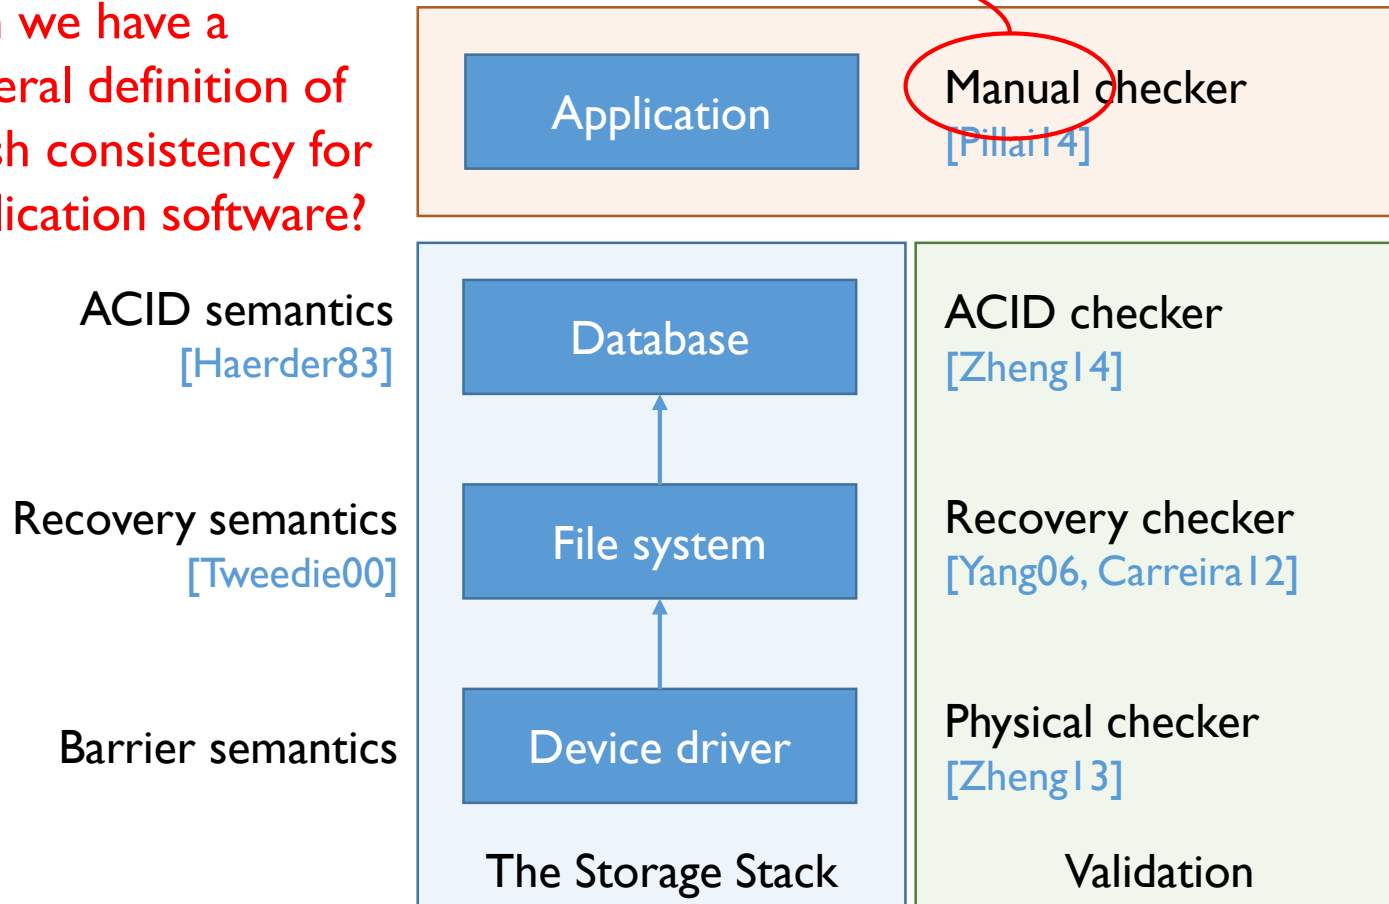 we have a
definition of
consistency for
software?
Application
Manual checker
[Pillai14]
ACID semantics
[Haerder83]
Database
ACID checker
[Zheng14]
Recovery semantics
[Tweedie00]
File system
Recovery checker
[Yang06, Carreira12]
Barrier semantics
Device driver
Physical checker
[Zheng13]
The Storage Stack
Validation